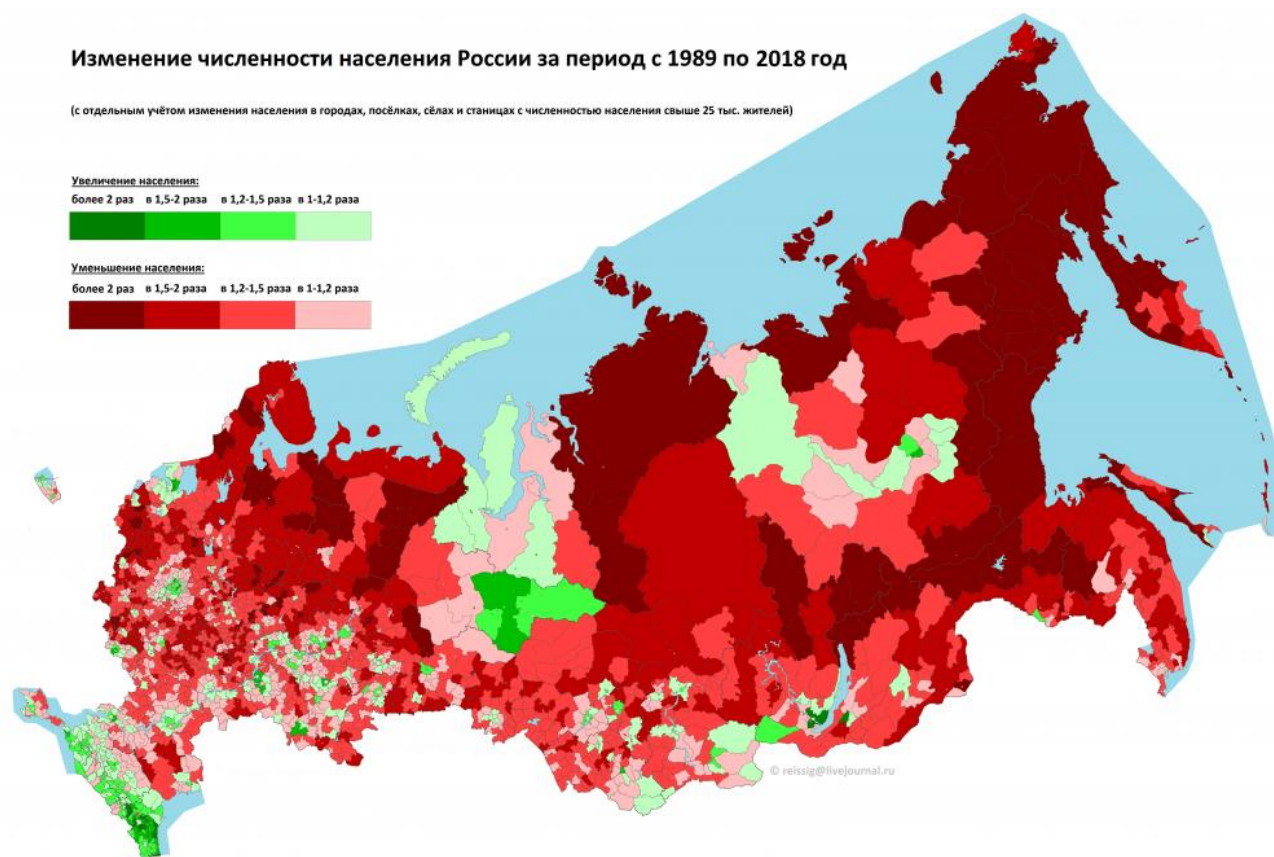 Изменение численности населения России за период с 1989 по 2018 год
(с отдельным учётом изменения населения в городах, посёлках, сёлах и станицах с численностью населения свыше 25 тыс. жителей)
Увеличение населения:
более 2 раз в 1,5-2 раза в 1,2-1,5 раза в 1-1,2 раза
Уменьшение населения:
более 2 раз в 1,5-2 раза в 1,2-1,5 раза в 1-1,2 раза
© reissig@livejournal.ru